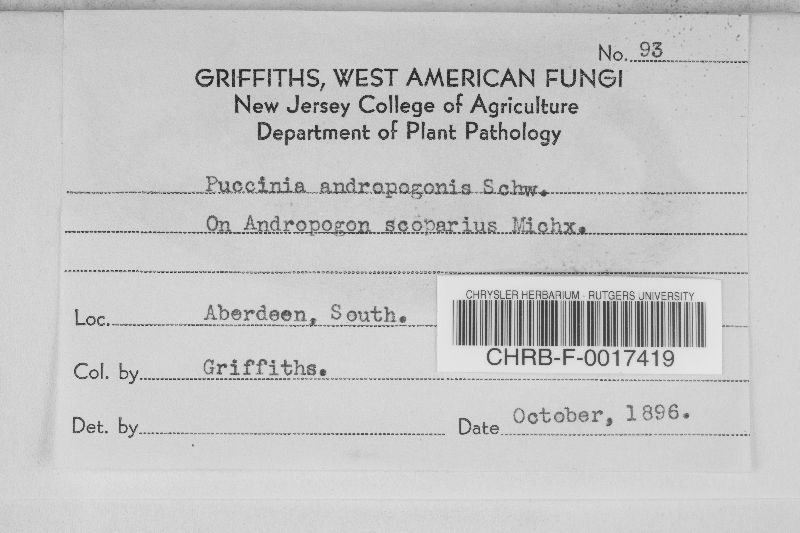 No. 93
GRIFFITHS, WEST AMERICAN FUNGI
New Jersey College of Agriculture
Department of Plant Pathology
Puccinia andropogonis Schw.
On Andropogon scoparius Michx.
Loc. Aberdeen, South.
CHRYSLER HERBARIUM - RUTGERS UNIVERSITY
CHRB-F-0017419
Col. by Griffiths.
Det. by
Date October, 1896.